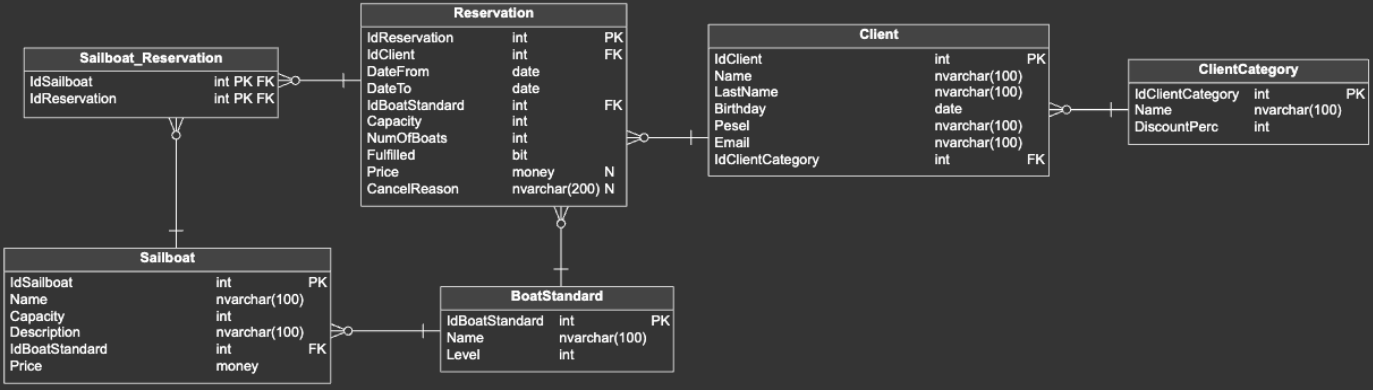 Sailboat_Reservation
IdSailboat int PK FK
IdReservation int PK FK
Reservation
IdReservation int PK
IdClient int FK
DateFrom date
DateTo date
IdBoatStandard int FK
Capacity int
NumOfBoats int
Fulfilled bit
Price money N
CancelReason nvarchar(200) N
Client
IdClient int PK
Name nvarchar(100)
LastName nvarchar(100)
Birthday date
Pesel nvarchar(100)
Email nvarchar(100)
IdClientCategory int FK
ClientCategory
IdClientCategory int PK
Name nvarchar(100)
DiscountPerc int
Sailboat
IdSailboat int PK
Name nvarchar(100)
Capacity int
Description nvarchar(100)
IdBoatStandard int FK
Price money
BoatStandard
IdBoatStandard int PK
Name nvarchar(100)
Level int